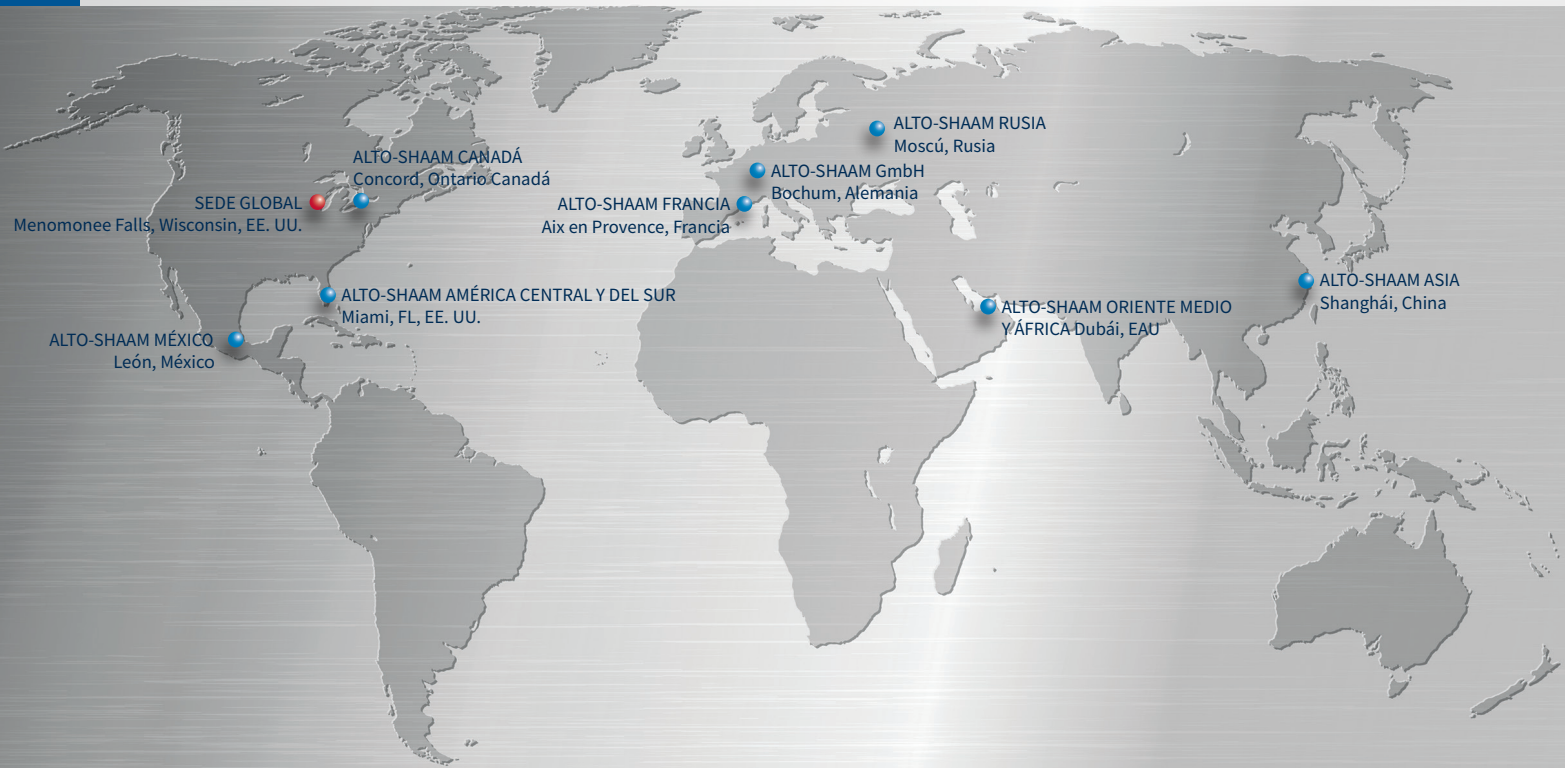 ALTO-SHAAM RUSIA
Moscú, Rusia
ALTO-SHAAM CANADÁ
Concord, Ontario Canadá
ALTO-SHAAM GmbH
Bochum, Alemania
SEDE GLOBAL
Menomonee Falls, Wisconsin, EE. UU.
ALTO-SHAAM FRANCIA
Aix en Provence, Francia
ALTO-SHAAM ASIA
Shanghái, China
ALTO-SHAAM AMÉRICA CENTRAL Y DEL SUR
Miami, FL, EE. UU.
ALTO-SHAAM ORIENTE MEDIO
Y ÁFRICA Dubái, EAU
ALTO-SHAAM MÉXICO
León, México